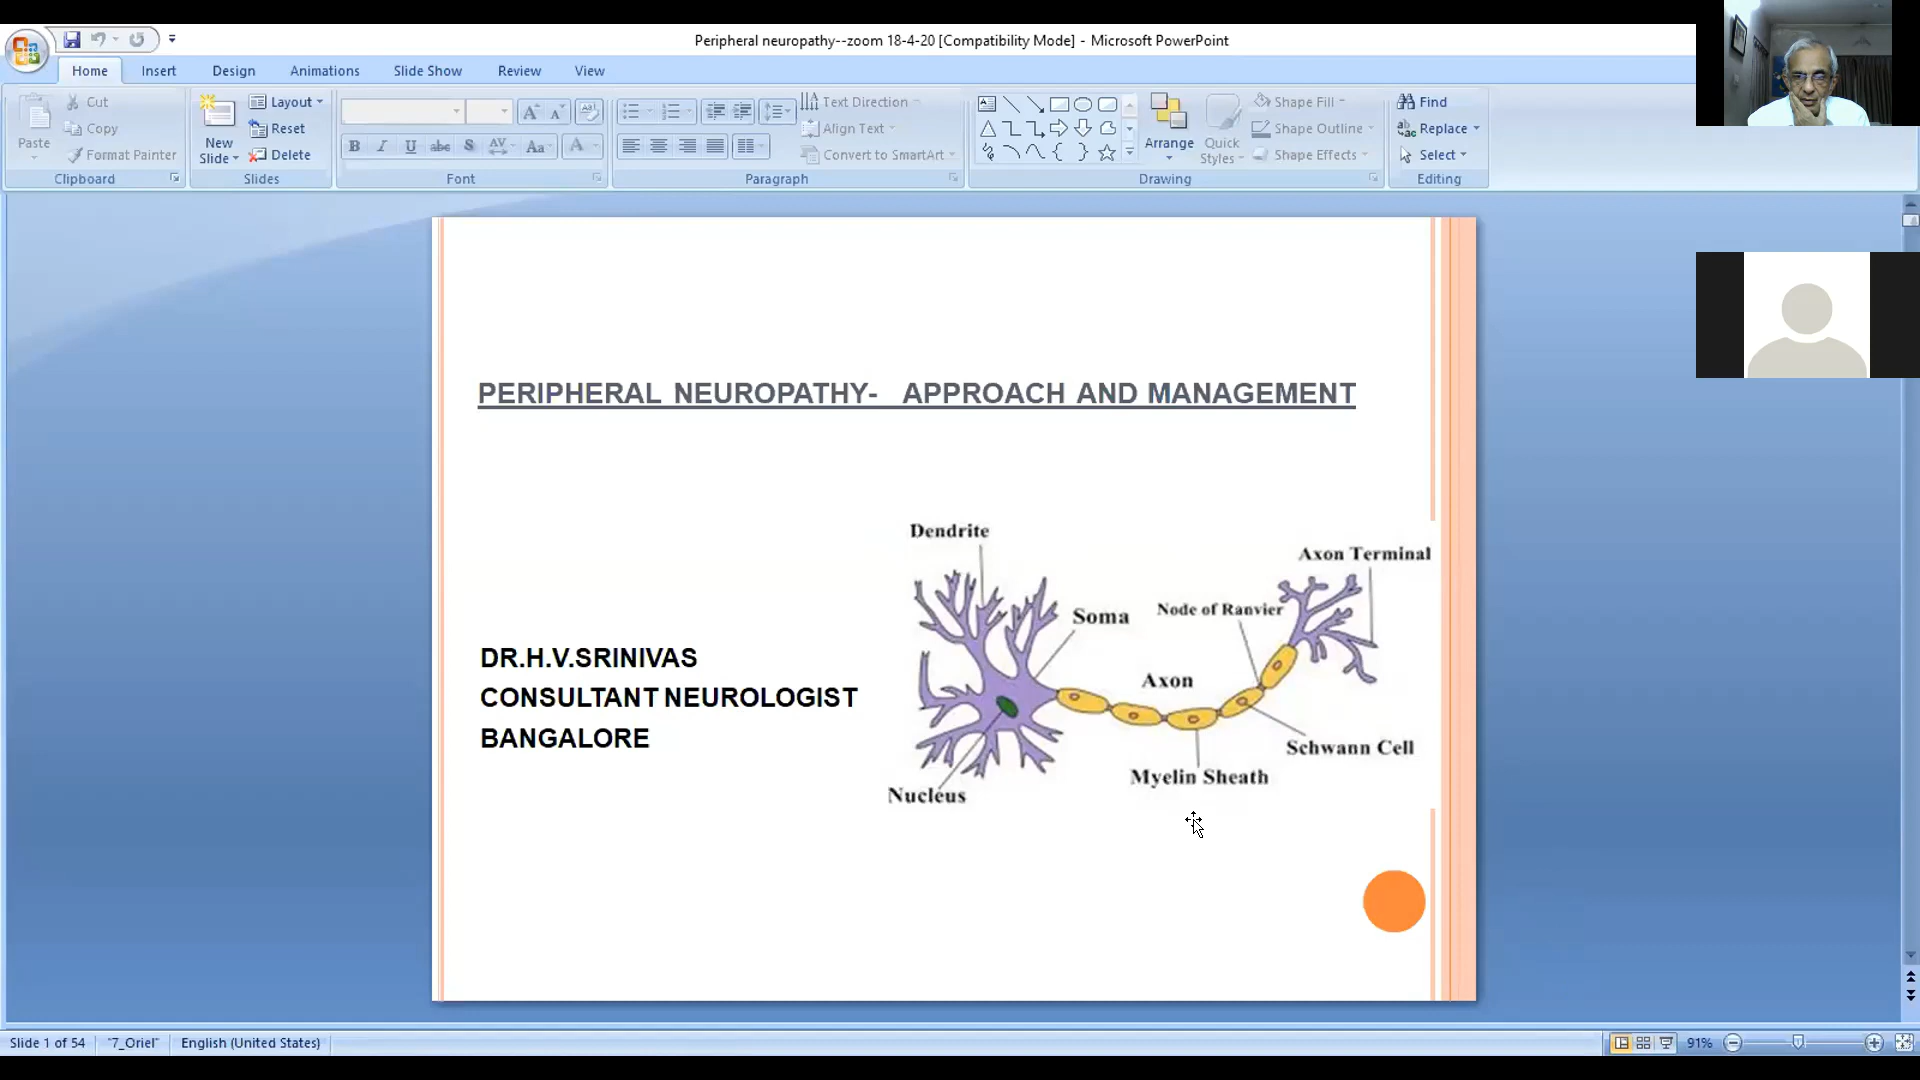 Peripheral neuropathy--zoom 18-4-20 [Compatibility Mode] - Microsoft PowerPoint
Home Insert Design Animations Slide Show Review View
Paste
Cut
Copy
Format Painter
Clipboard
New Slide
Layout
Reset
Delete
Slides
B I U abc S AV Aa A
Font
Text Direction
Align Text
Convert to SmartArt
Paragraph
Arrange
Quick Styles
Shape Fill
Shape Outline
Shape Effects
Drawing
Find
Replace
Select
Editing
PERIPHERAL NEUROPATHY- APPROACH AND MANAGEMENT
DR.H.V.SRINIVAS
CONSULTANT NEUROLOGIST
BANGALORE
Dendrite
Axon Terminal
Soma
Node of Ranvier
Axon
Schwann Cell
Myelin Sheath
Nucleus
Slide 1 of 54 "7_Oriel" English (United States) 91%